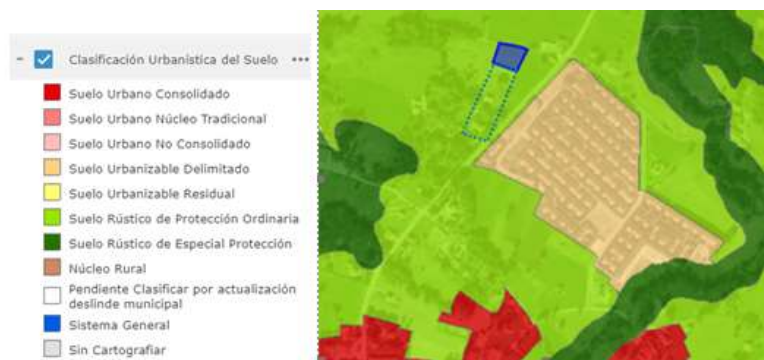 Clasificación Urbanística del Suelo
Suelo Urbano Consolidado
Suelo Urbano Núcleo Tradicional
Suelo Urbano No Consolidado
Suelo Urbanizable Delimitado
Suelo Urbanizable Residual
Suelo Rústico de Protección Ordinaria
Suelo Rústico de Especial Protección
Núcleo Rural
Pendiente Clasificar por actualización
deslinde municipal
Sistema General
Sin Cartografiar